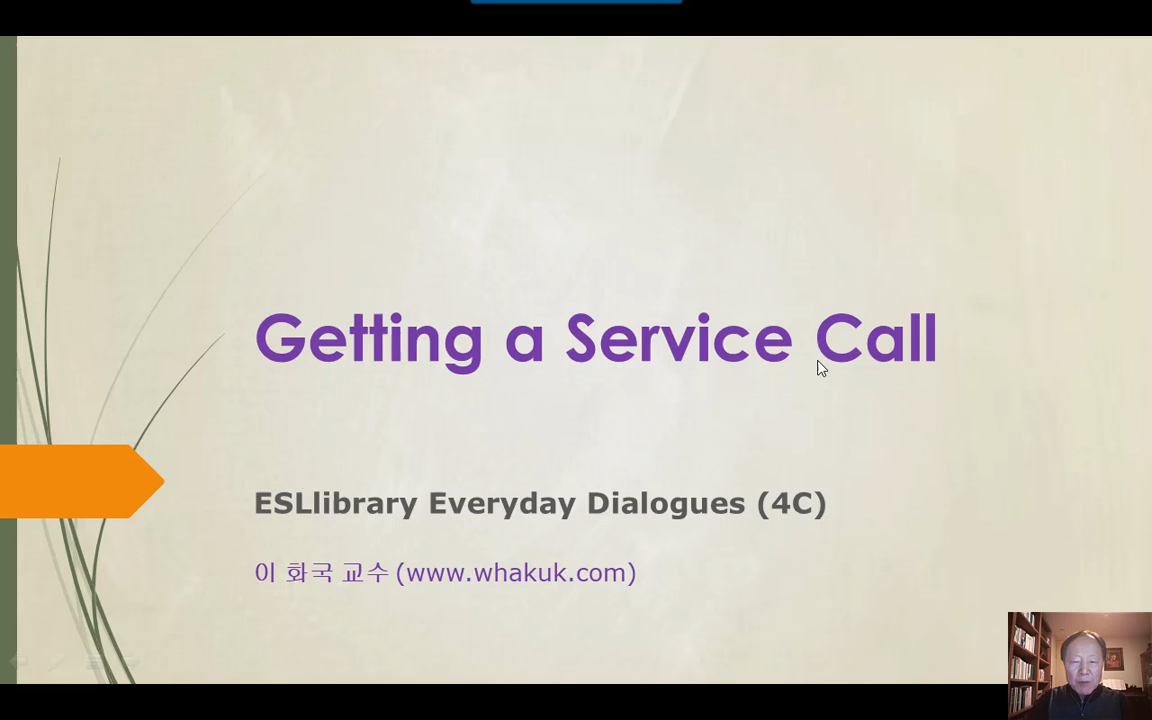 Getting a Service Call
ESLlibrary Everyday Dialogues (4C)
이 화국 교수 (www.whakuk.com)